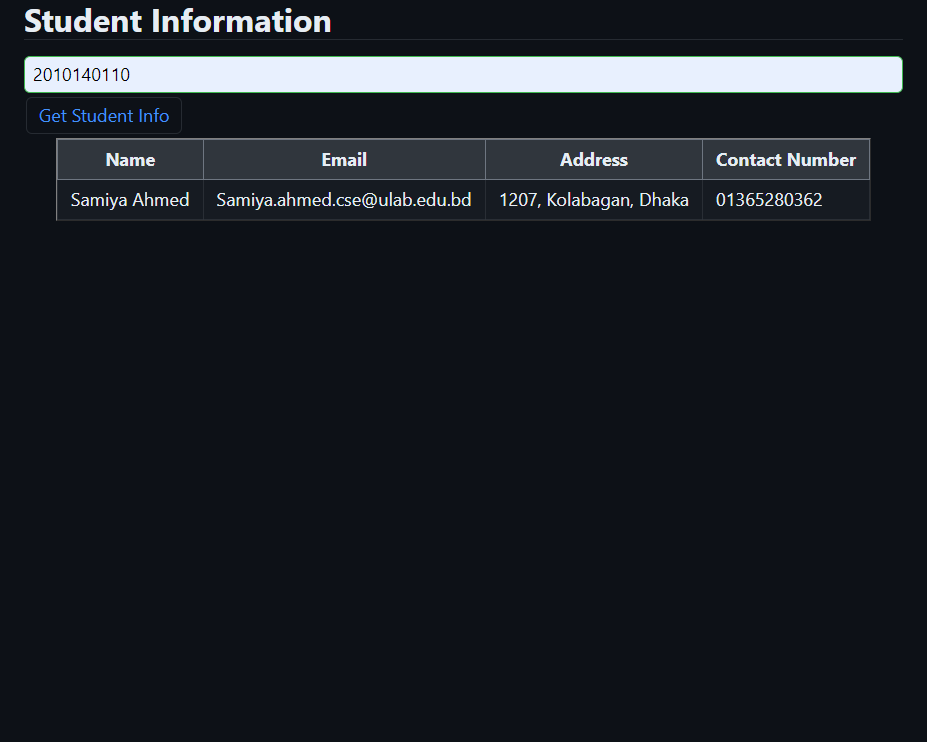 Student Information
2010140110
Get Student Info
Name Email Address Contact Number
Samiya Ahmed Samiya.ahmed.cse@ulab.edu.bd 1207, Kolabagan, Dhaka 01365280362